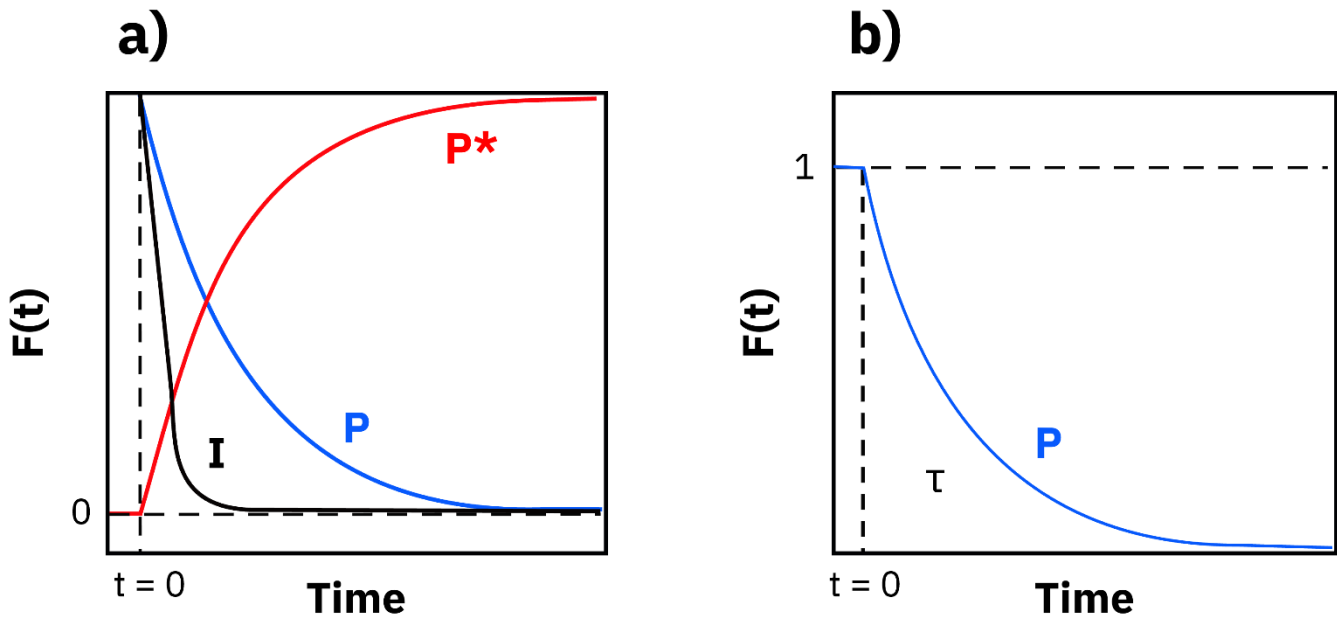 a)
F(t)
P*
P
I
0
t = 0
Time
b)
1
F(t)
P
τ
t = 0
Time